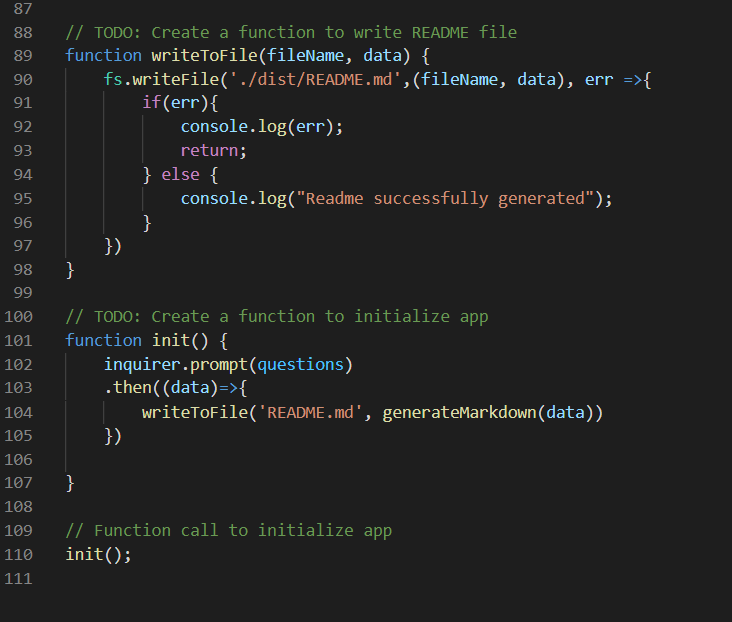 87
88 // TODO: Create a function to write README file
89 function writeToFile(fileName, data) {
90     fs.writeFile('./dist/README.md',(fileName, data), err =>{
91         if(err){
92             console.log(err);
93             return;
94         } else {
95             console.log("Readme successfully generated");
96         }
97     })
98 }
99
100 // TODO: Create a function to initialize app
101 function init() {
102     inquirer.prompt(questions)
103     .then((data)=>{
104         writeToFile('README.md', generateMarkdown(data))
105     })
106
107 }
108
109 // Function call to initialize app
110 init();
111